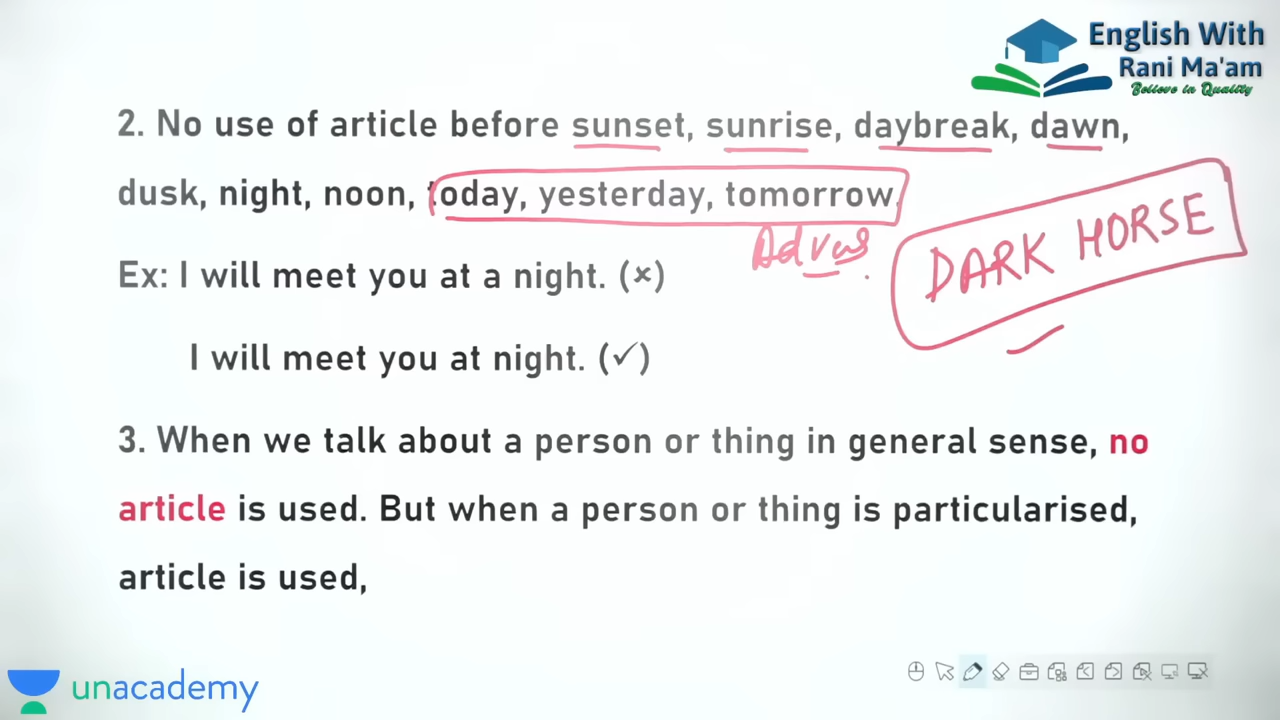 English With
Rani Ma'am
Believe in Quality
2. No use of article before sunset, sunrise, daybreak, dawn,
dusk, night, noon, today, yesterday, tomorrow.
DARK HORSE
Ex: I will meet you at a night. (×)
I will meet you at night. (✓)
3. When we talk about a person or thing in general sense, no
article is used. But when a person or thing is particularised,
article is used,
unacademy